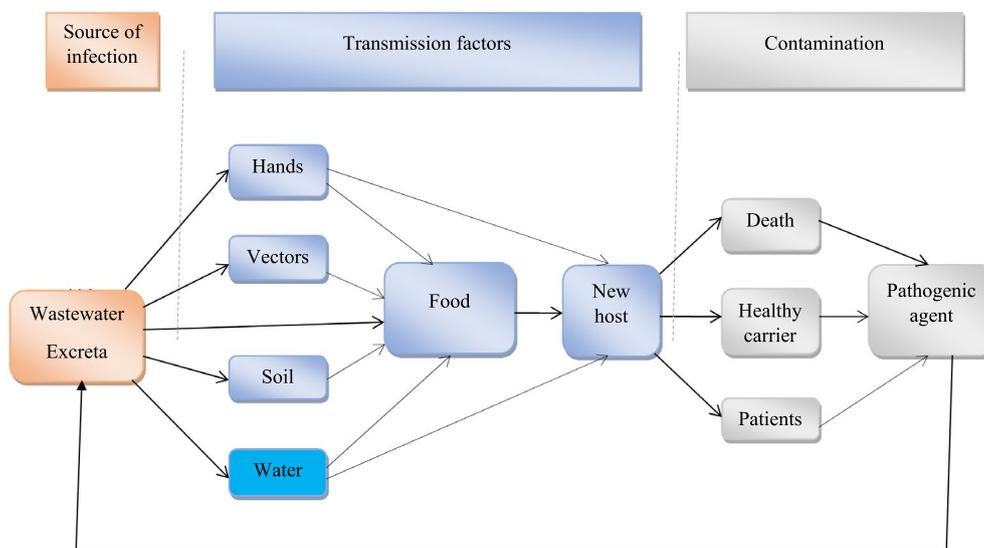 Source of
infection
Transmission factors
Contamination
Hands
Vectors
Wastewater
Excreta
Soil
Water
Food
New
host
Death
Healthy
carrier
Patients
Pathogenic
agent